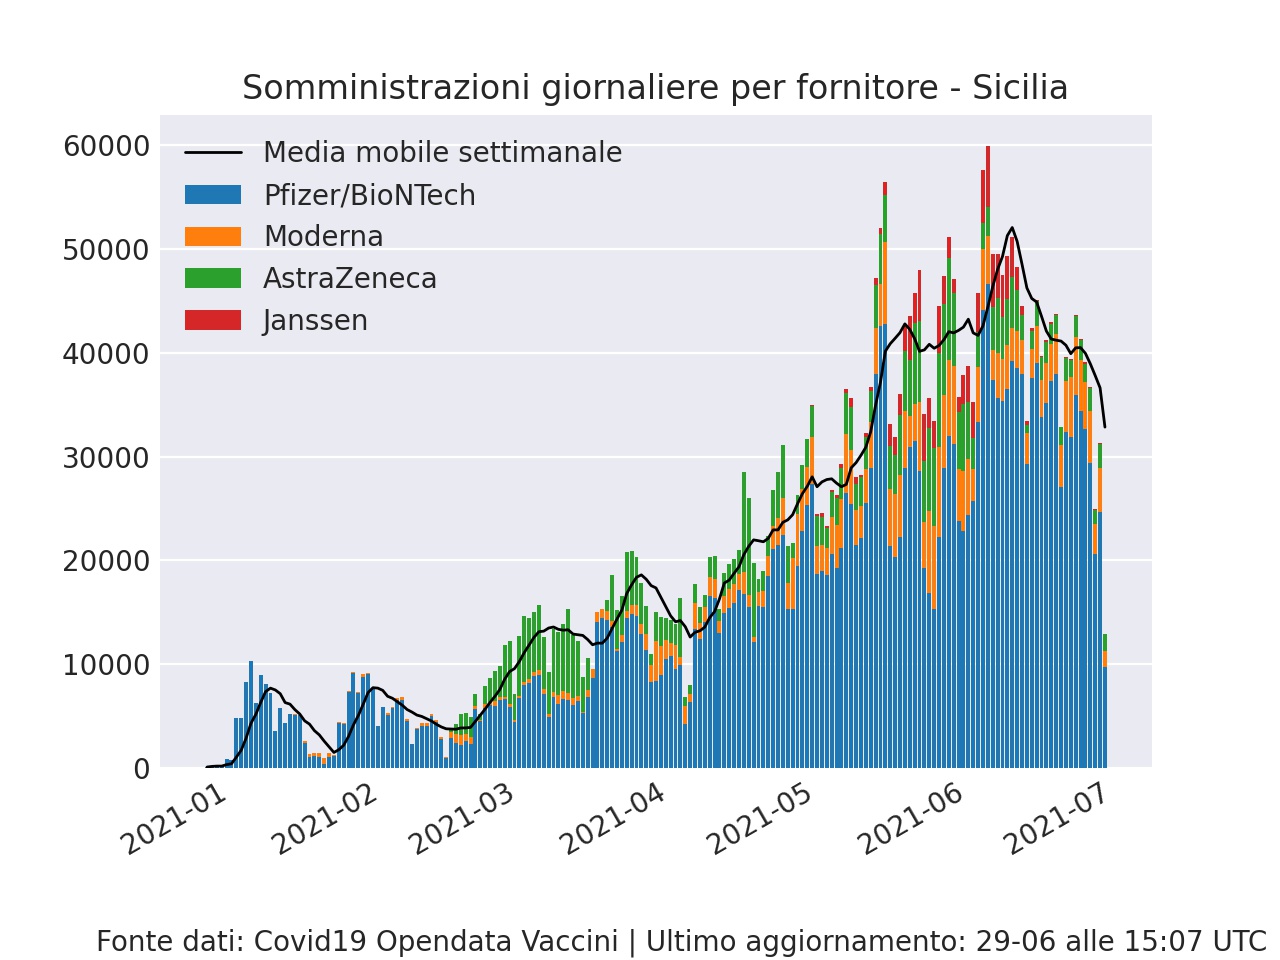 Somministrazioni giornaliere per fornitore - Sicilia
60000
50000
40000
30000
20000
10000
0
Media mobile settimanale
Pfizer/BioNTech
Moderna
AstraZeneca
Janssen
2021-01
2021-02
2021-03
2021-04
2021-05
2021-06
2021-07
Fonte dati: Covid19 Opendata Vaccini | Ultimo aggiornamento: 29-06 alle 15:07 UTC